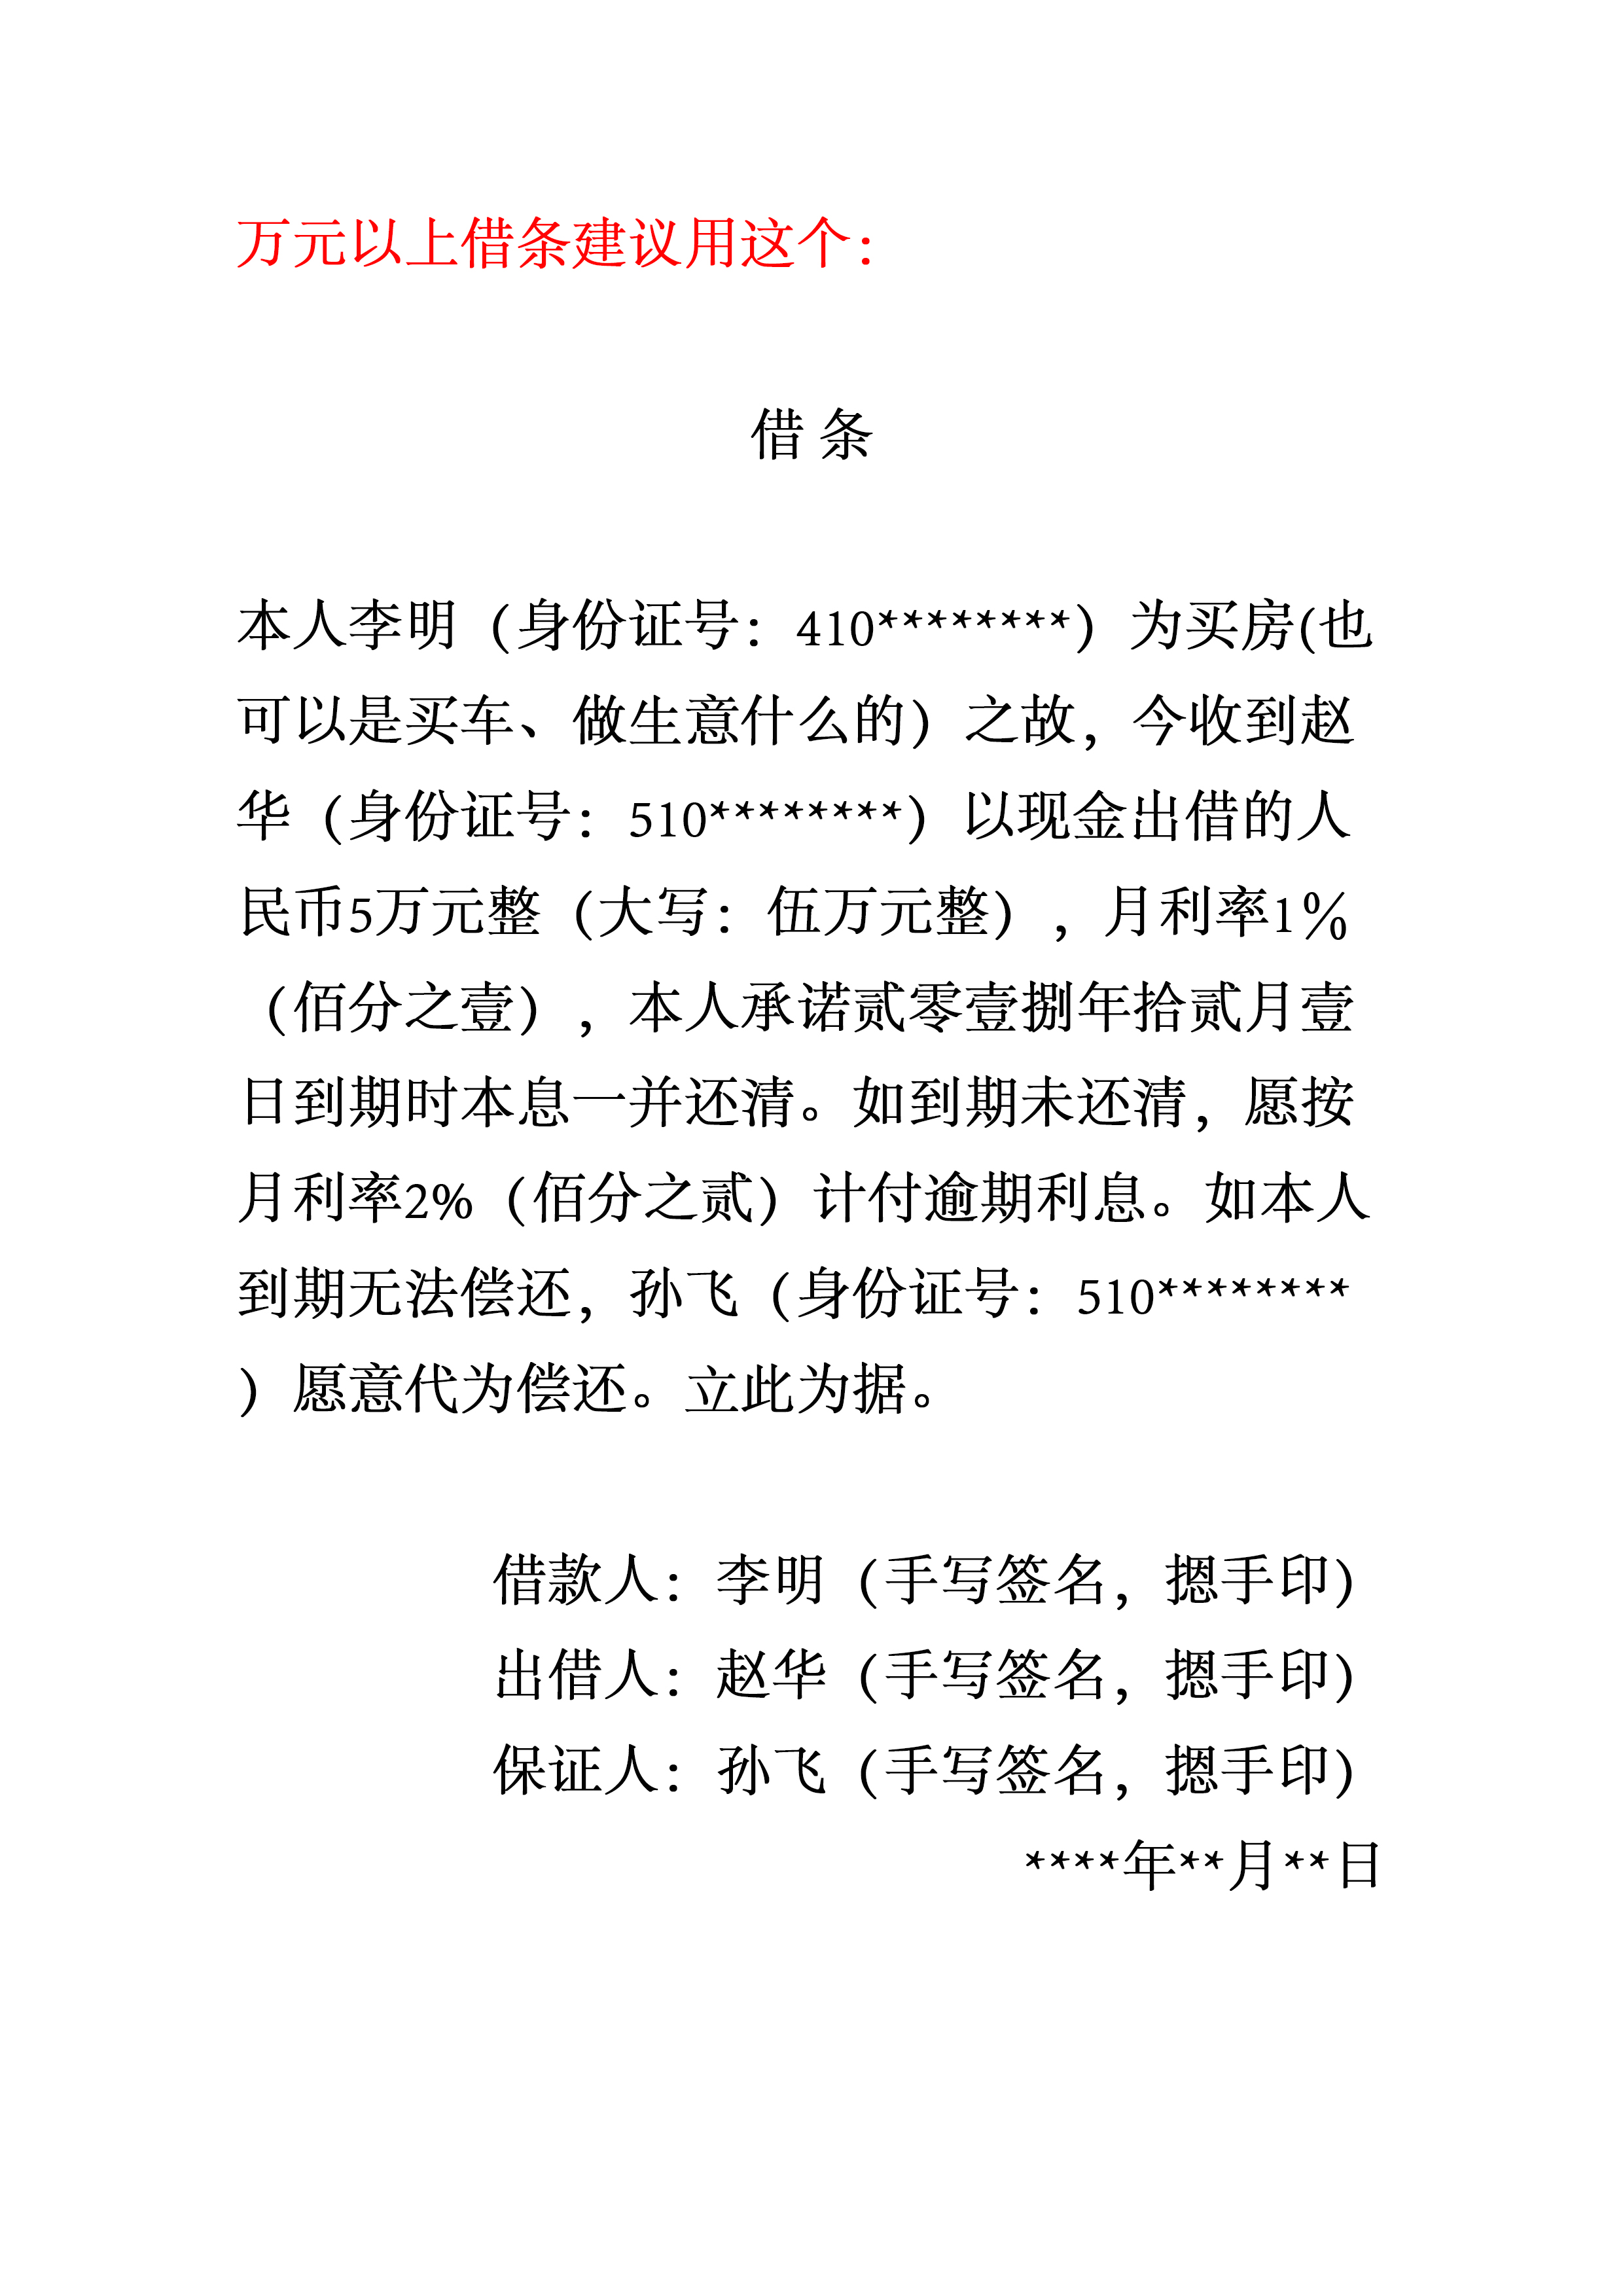 万元以上借条建议用这个：
借 条
本人李明（身份证号：410********）为买房(也
可以是买车、做生意什么的）之故，今收到赵
华（身份证号：510********）以现金出借的人
民币5万元整（大写：伍万元整），月利率1%
（佰分之壹），本人承诺贰零壹捌年拾贰月壹
日到期时本息一并还清。如到期未还清，愿按
月利率2%（佰分之贰）计付逾期利息。如本人
到期无法偿还，孙飞（身份证号：510********
）愿意代为偿还。立此为据。
借款人：李明（手写签名，摁手印）
出借人：赵华（手写签名，摁手印）
保证人：孙飞（手写签名，摁手印）
****年**月**日